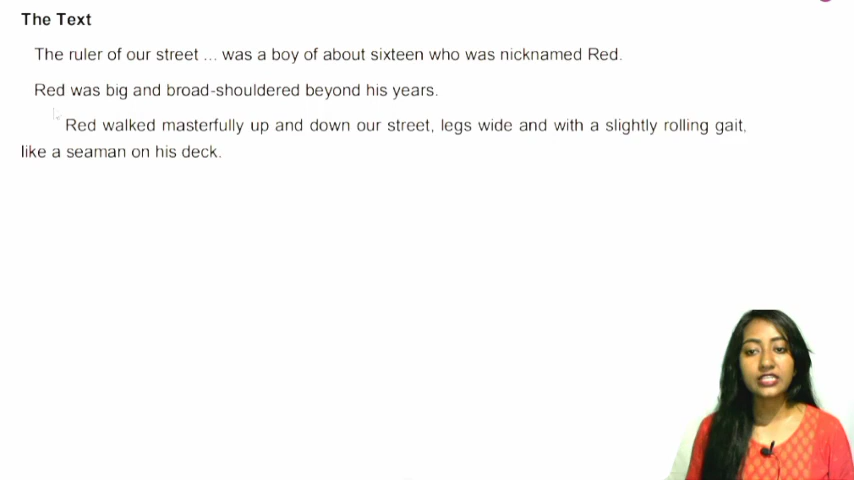 The Text
The ruler of our street ... was a boy of about sixteen who was nicknamed Red.
Red was big and broad-shouldered beyond his years.
Red walked masterfully up and down our street, legs wide and with a slightly rolling gait,
like a seaman on his deck.